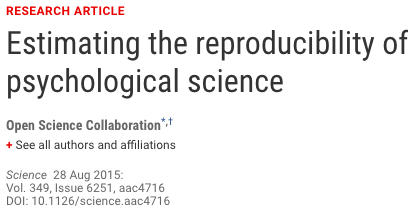 RESEARCH ARTICLE
Estimating the reproducibility of
psychological science
Open Science Collaboration*,†
+ See all authors and affiliations
Science 28 Aug 2015:
Vol. 349, Issue 6251, aac4716
DOI: 10.1126/science.aac4716